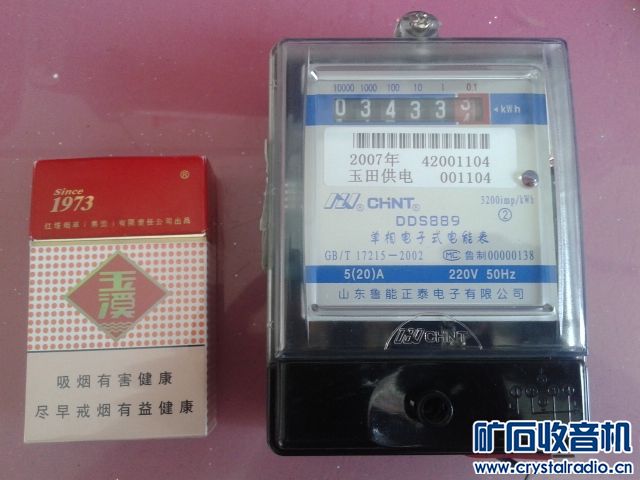 Since
1973
®
红塔烟草（集团）有限责任公司出品
玉溪
吸烟有害健康
尽早戒烟有益健康
10000 1000 100 10 1 0.1
03433
kWh
2007年 42001104
玉田供电 001104
® CHNT®
3200imp/kWh
DDS889
②
单相电子式电能表
GB/T 17215-2002 MC 鲁制00000138
5(20)A 220V 50Hz
山东鲁能正泰电子有限公司
CHNT
矿石收音机
www.crystalradio.cn